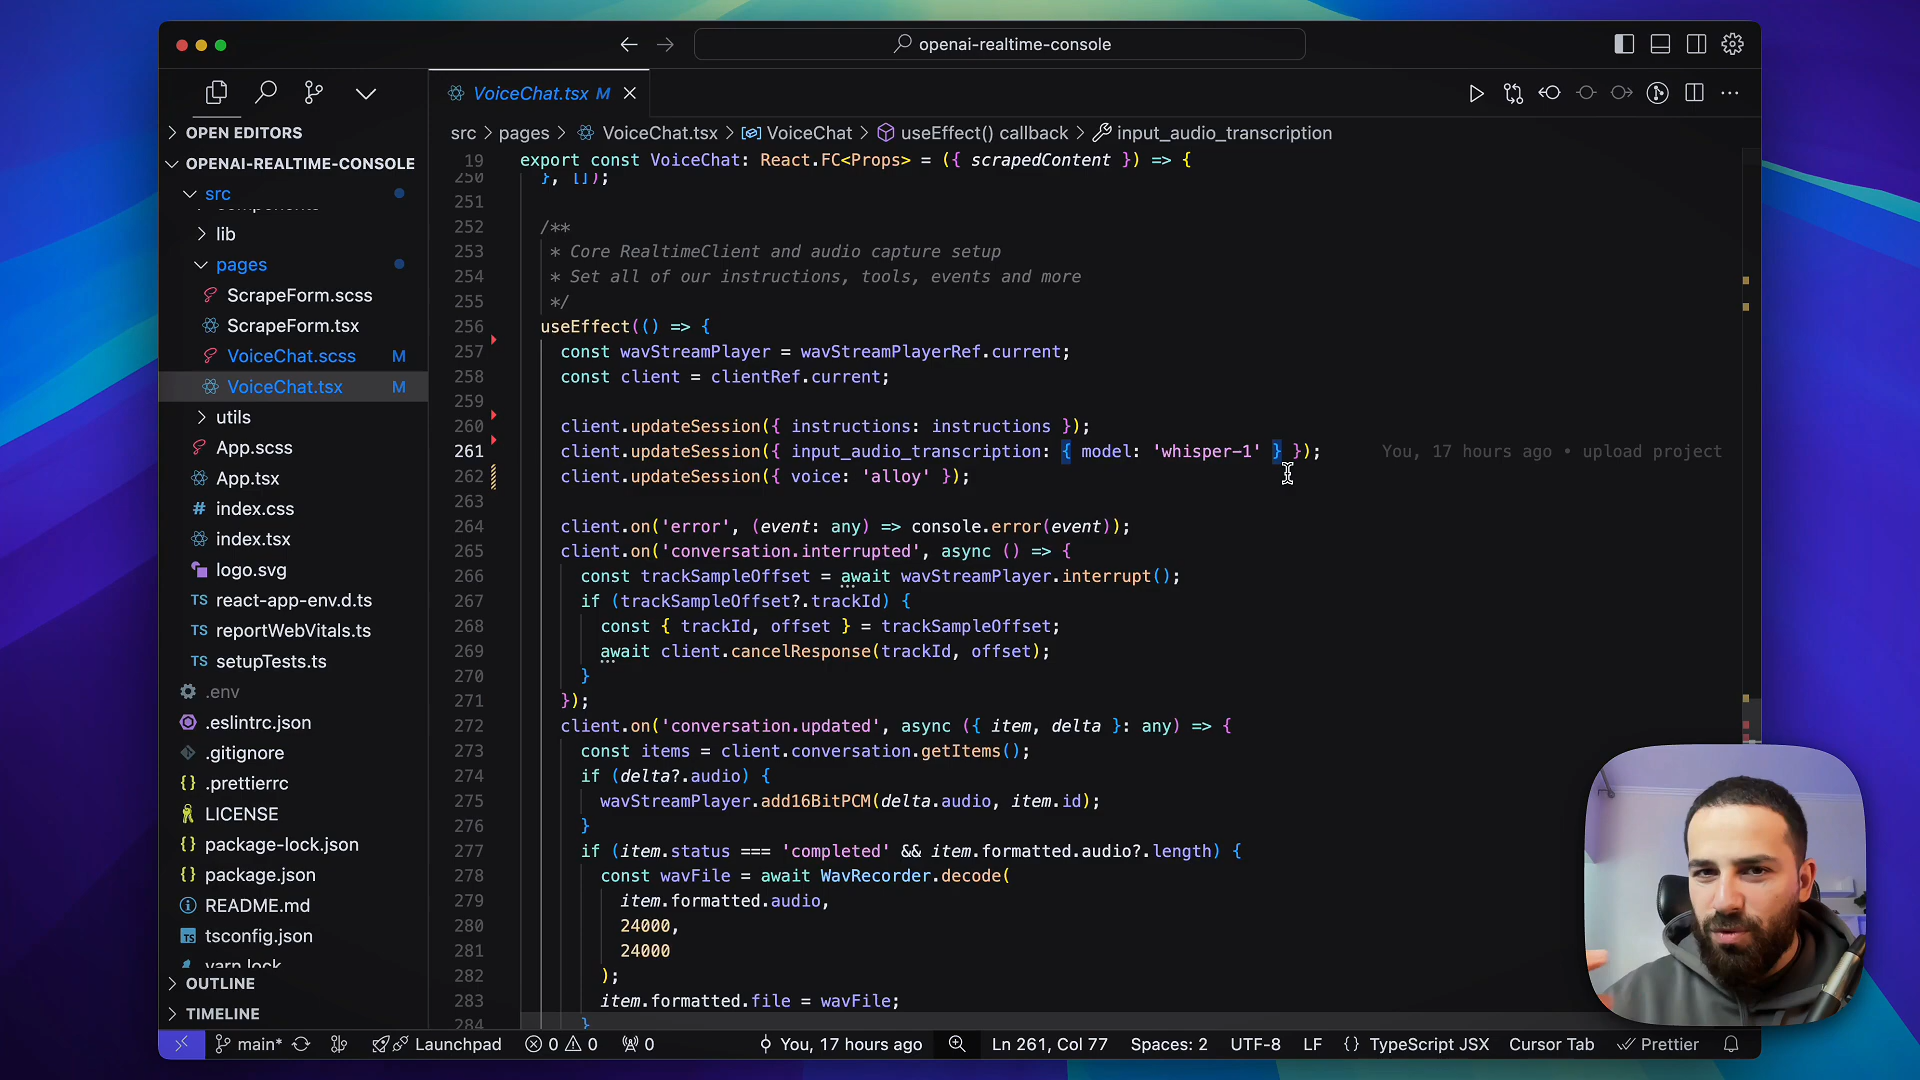 openai-realtime-console
OPEN EDITORS
OPENAI-REALTIME-CONSOLE
src
components
lib
pages
ScrapeForm.scss
ScrapeForm.tsx
VoiceChat.scss M
VoiceChat.tsx M
utils
App.scss
App.tsx
index.css
index.tsx
logo.svg
TS react-app-env.d.ts
TS reportWebVitals.ts
TS setupTests.ts
.env
.eslintrc.json
.gitignore
{} .prettierrc
LICENSE
{} package-lock.json
{} package.json
README.md
TS tsconfig.json
yarn.lock
OUTLINE
TIMELINE
VoiceChat.tsx M
src > pages > VoiceChat.tsx > VoiceChat > useEffect() callback > input_audio_transcription
19 export const VoiceChat: React.FC<Props> = ({ scrapedContent }) => {
250 }, []);
251
252 /**
253 * Core RealtimeClient and audio capture setup
254 * Set all of our instructions, tools, events and more
255 */
256 useEffect(() => {
257 const wavStreamPlayer = wavStreamPlayerRef.current;
258 const client = clientRef.current;
259
260 client.updateSession({ instructions: instructions });
261 client.updateSession({ input_audio_transcription: { model: 'whisper-1' } }); You, 17 hours ago • upload project
262 client.updateSession({ voice: 'alloy' });
263
264 client.on('error', (event: any) => console.error(event));
265 client.on('conversation.interrupted', async () => {
266 const trackSampleOffset = await wavStreamPlayer.interrupt();
267 if (trackSampleOffset?.trackId) {
268 const { trackId, offset } = trackSampleOffset;
269 await client.cancelResponse(trackId, offset);
270 }
271 });
272 client.on('conversation.updated', async ({ item, delta }: any) => {
273 const items = client.conversation.getItems();
274 if (delta?.audio) {
275 wavStreamPlayer.add16BitPCM(delta.audio, item.id);
276 }
277 if (item.status === 'completed' && item.formatted.audio?.length) {
278 const wavFile = await WavRecorder.decode(
279 item.formatted.audio,
280 24000,
281 24000
282 );
283 item.formatted.file = wavFile;
284 }
main* Launchpad 0 0 0 You, 17 hours ago Ln 261, Col 77 Spaces: 2 UTF-8 LF {} TypeScript JSX Cursor Tab Prettier